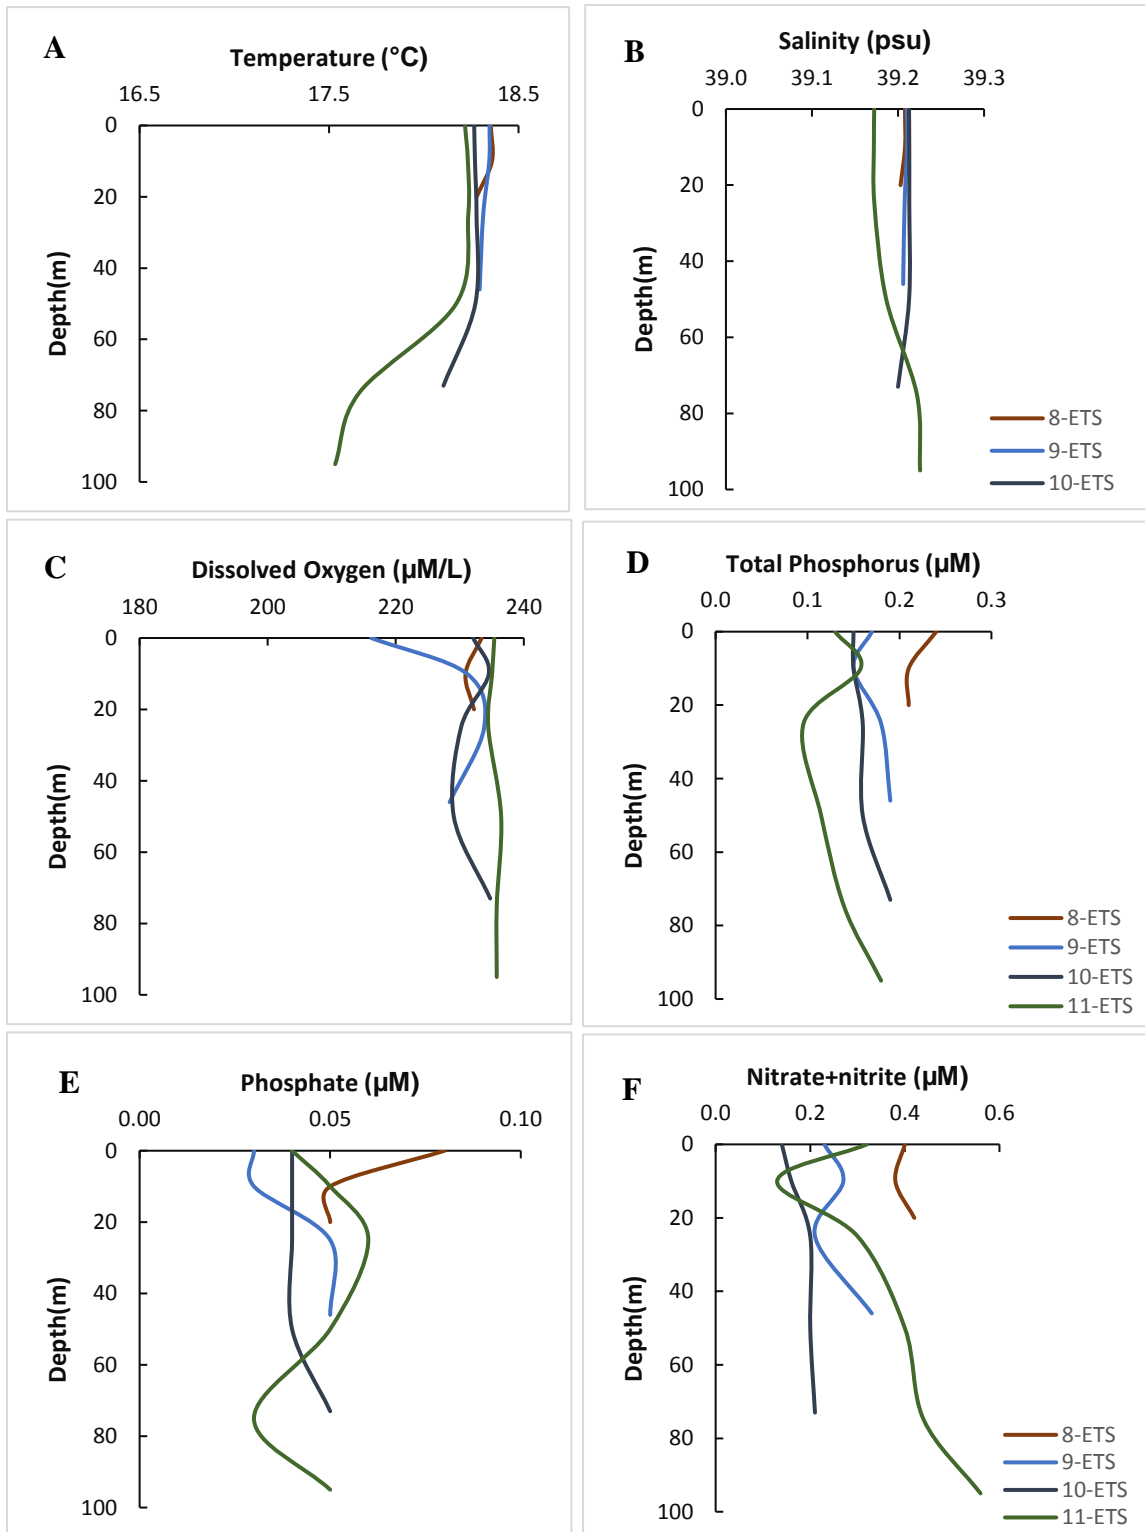 A
Temperature (°C)
16.5 17.5 18.5
0
20
40
60
80
100
Depth(m)
B
Salinity (psu)
39.0 39.1 39.2 39.3
0
20
40
60
80
100
Depth(m)
8-ETS
9-ETS
10-ETS
C
Dissolved Oxygen (µM/L)
180 200 220 240
0
20
40
60
80
100
Depth(m)
D
Total Phosphorus (µM)
0.0 0.1 0.2 0.3
0
20
40
60
80
100
Depth(m)
8-ETS
9-ETS
10-ETS
11-ETS
E
Phosphate (µM)
0.00 0.05 0.10
0
20
40
60
80
100
Depth(m)
F
Nitrate+nitrite (µM)
0.0 0.2 0.4 0.6
0
20
40
60
80
100
Depth(m)
8-ETS
9-ETS
10-ETS
11-ETS